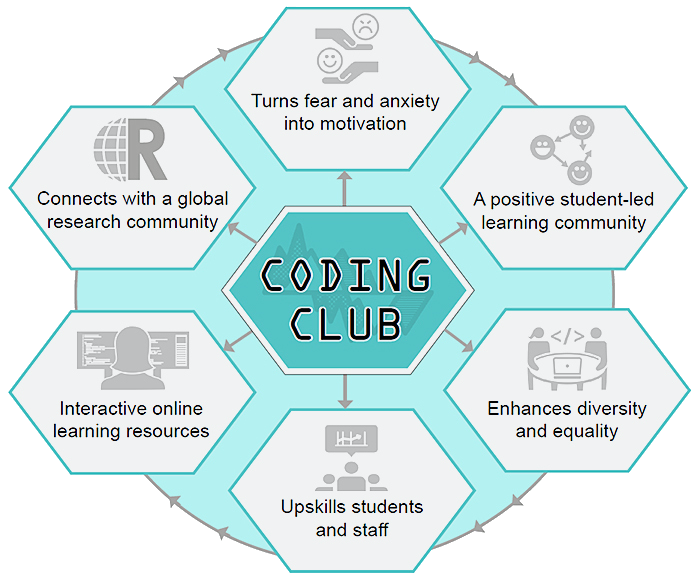 Turns fear and anxiety
into motivation
R
Connects with a global
research community
A positive student-led
learning community
CODING
CLUB
Interactive online
learning resources
</>
Enhances diversity
and equality
Upskills students
and staff